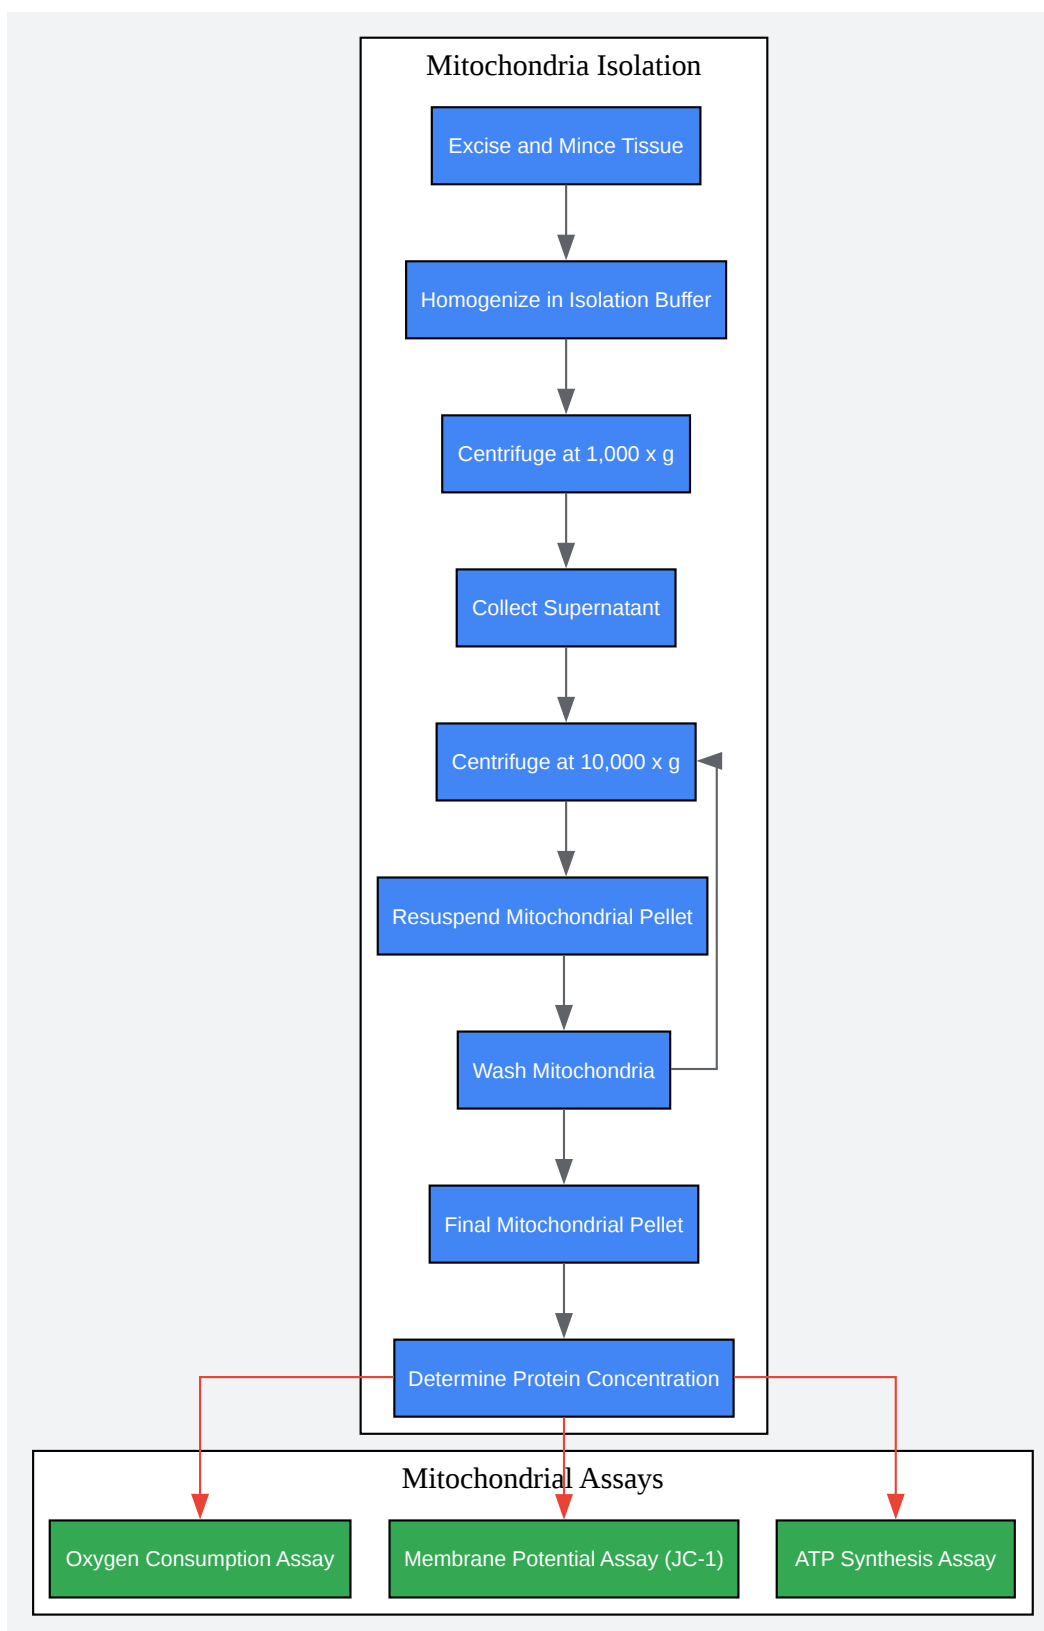 Mitochondria Isolation
Excise and Mince Tissue
Homogenize in Isolation Buffer
Centrifuge at 1,000 x g
Collect Supernatant
Centrifuge at 10,000 x g
Resuspend Mitochondrial Pellet
Wash Mitochondria
Final Mitochondrial Pellet
Determine Protein Concentration
Mitochondrial Assays
Oxygen Consumption Assay
Membrane Potential Assay (JC-1)
ATP Synthesis Assay